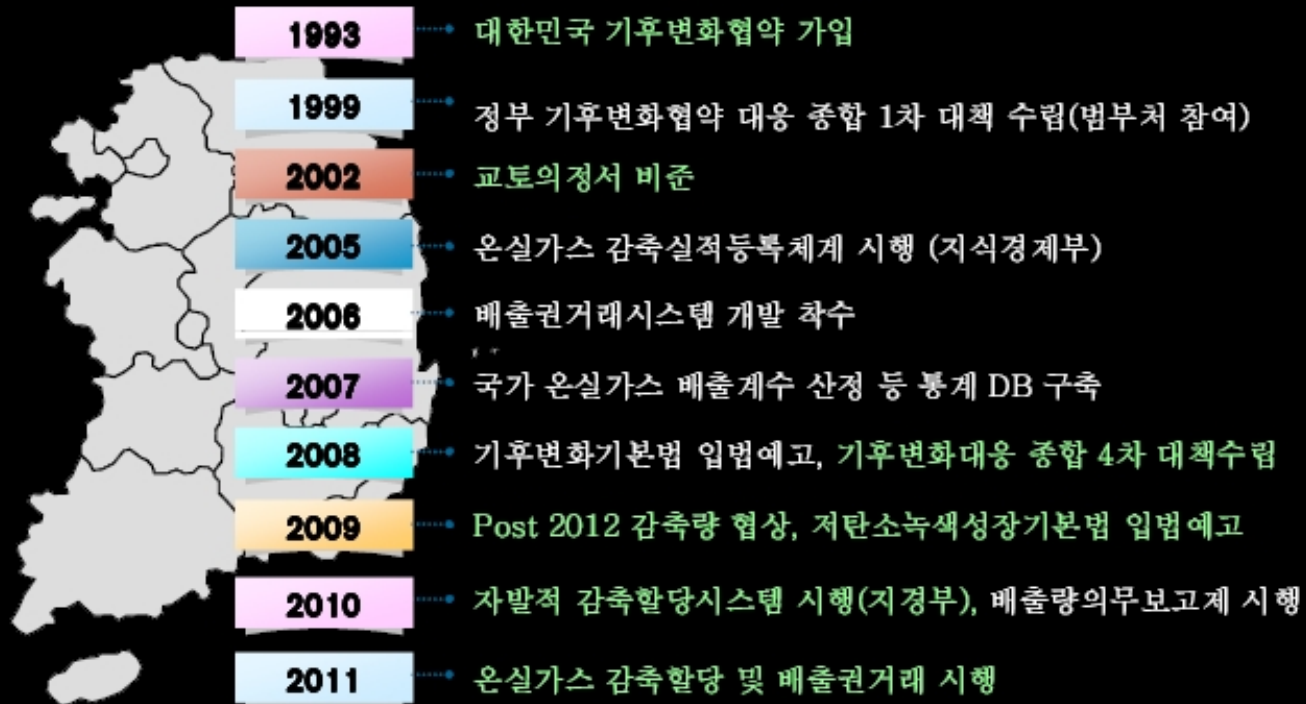 1993 대한민국 기후변화협약 가입
1999 정부 기후변화협약 대응 종합 1차 대책 수립(범부처 참여)
2002 교토의정서 비준
2005 온실가스 감축실적등록체계 시행 (지식경제부)
2006 배출권거래시스템 개발 착수
2007 국가 온실가스 배출계수 산정 등 통계 DB 구축
2008 기후변화기본법 입법예고, 기후변화대응 종합 4차 대책수립
2009 Post 2012 감축량 협상, 저탄소녹색성장기본법 입법예고
2010 자발적 감축할당시스템 시행(지경부), 배출량의무보고제 시행
2011 온실가스 감축할당 및 배출권거래 시행